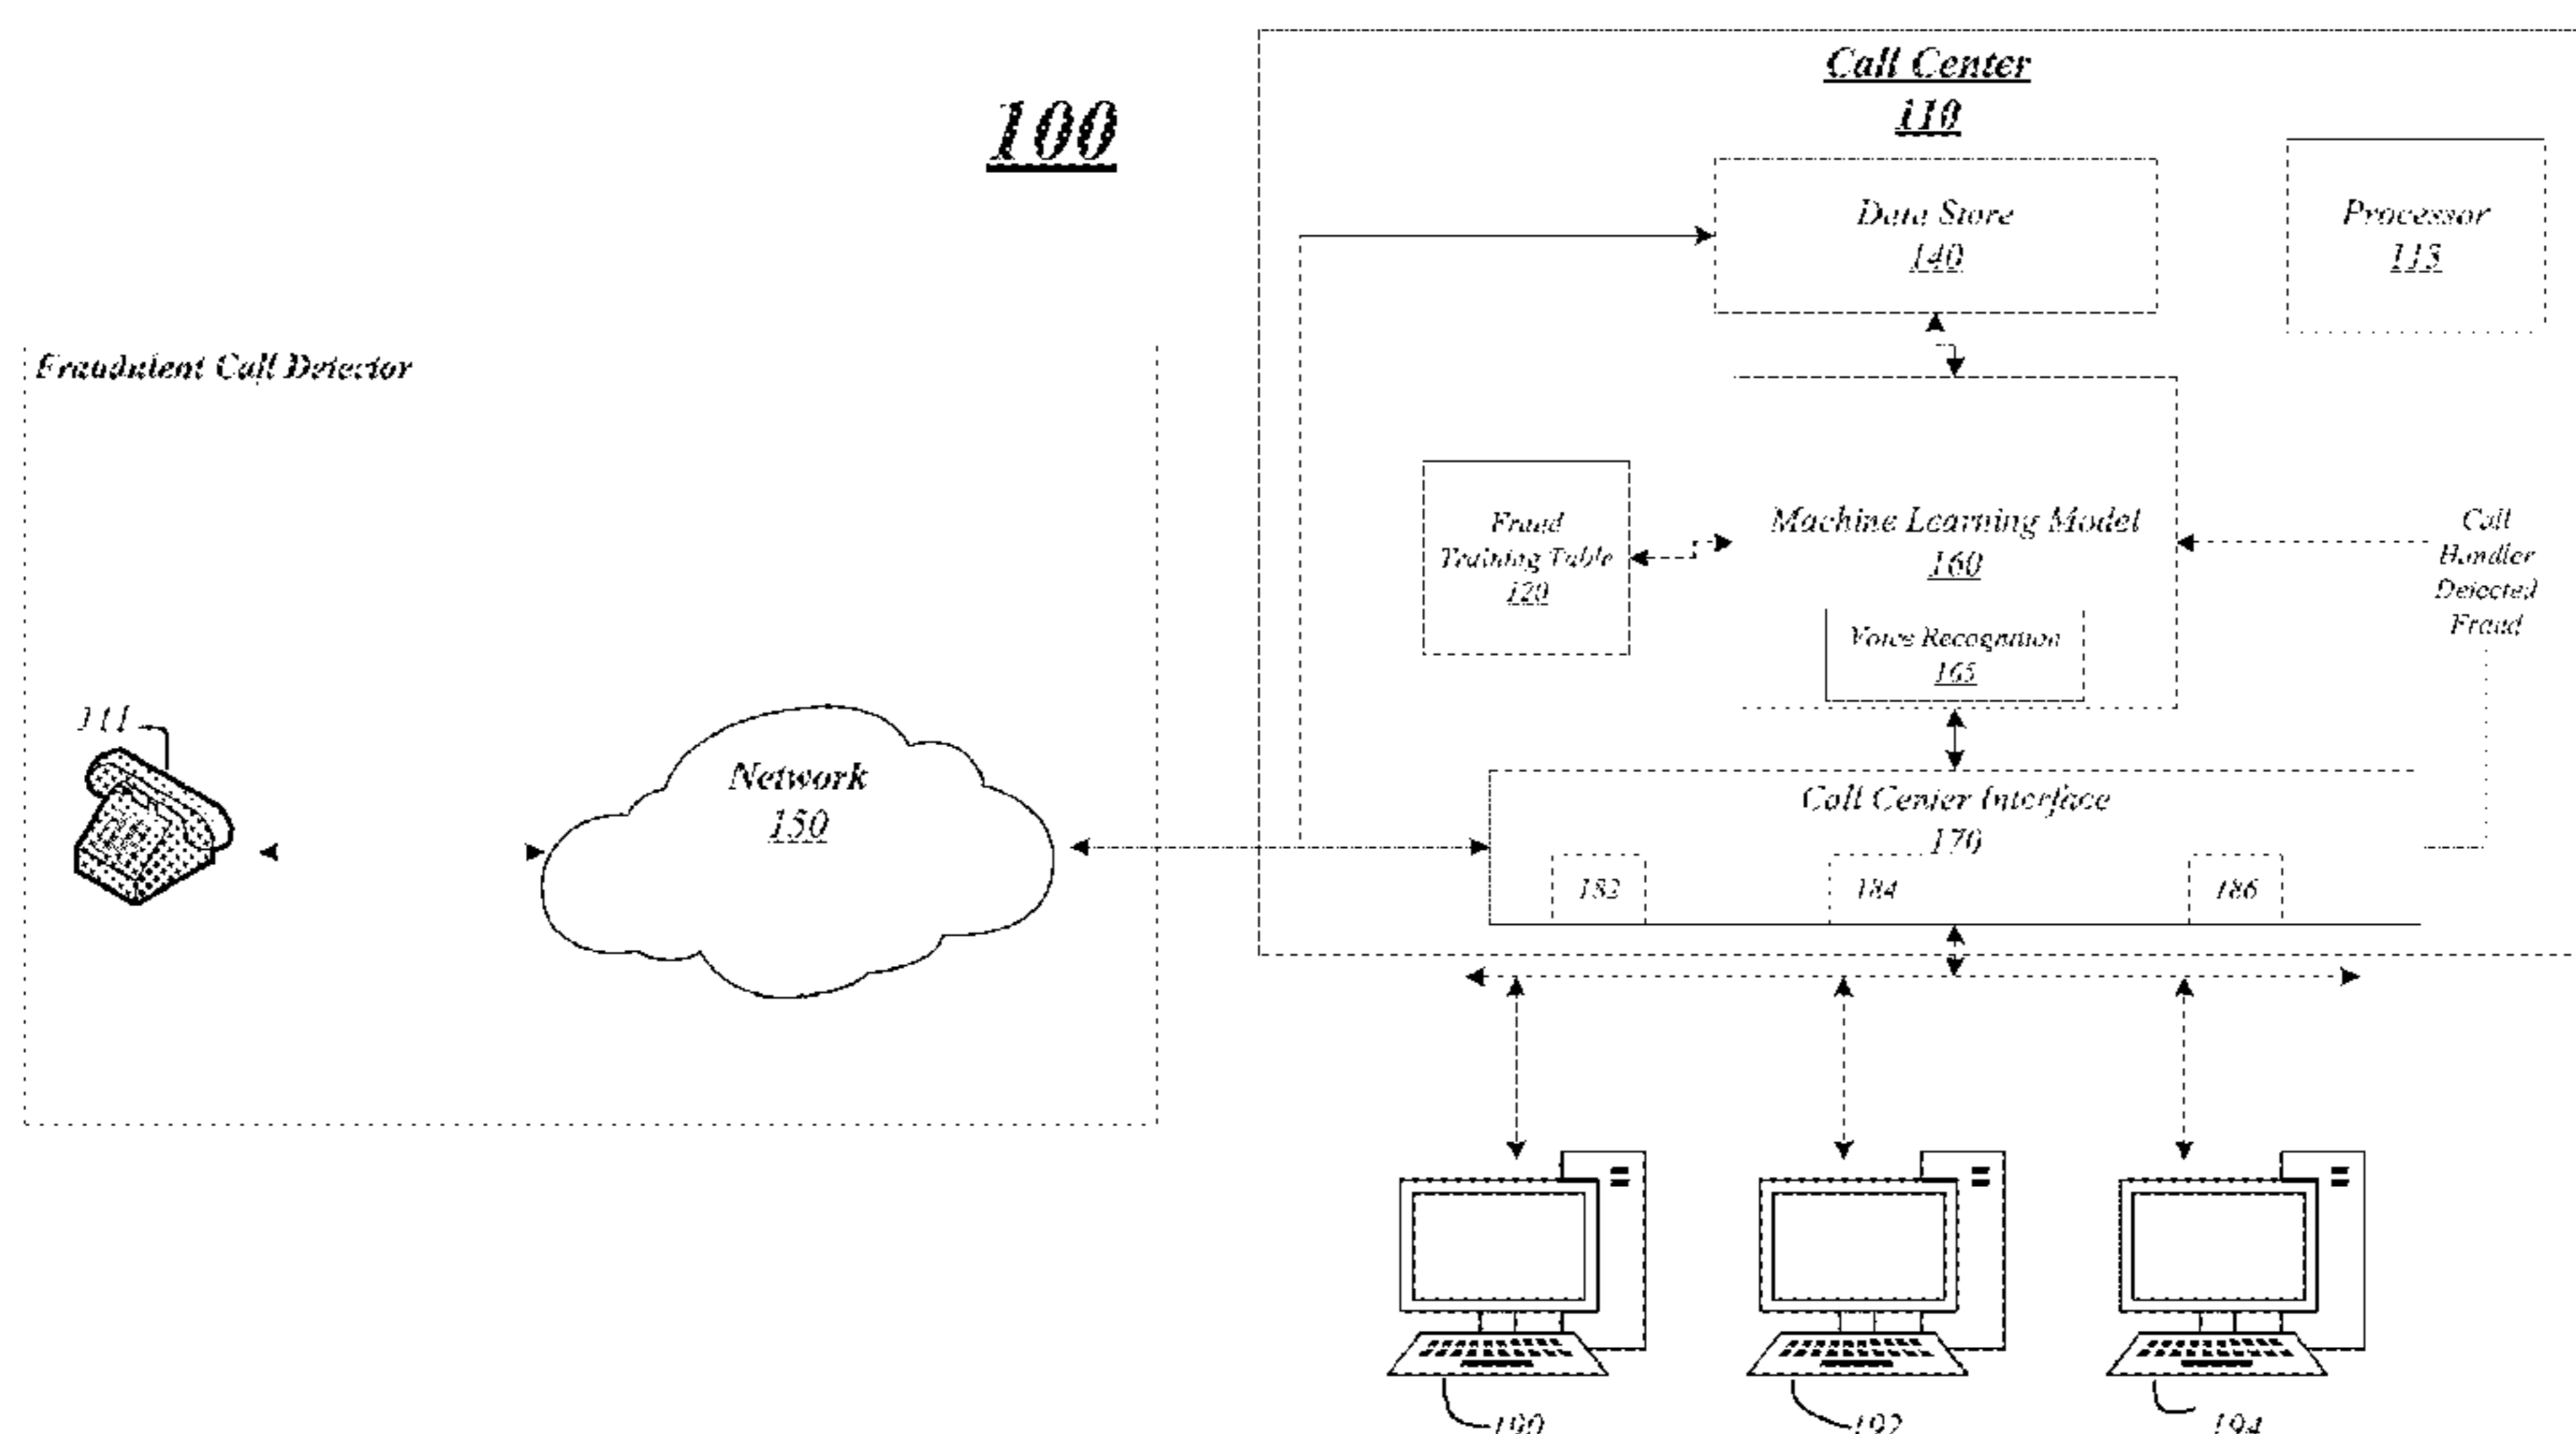 100
Call Center
110
Data Store
140
Processor
115
Fraudulent Call Detector
Fraud
Training Table
120
Machine Learning Model
160
Voice Recognition
165
Call
Handler
Detected
Fraud
111
Network
150
Call Center Interface
170
182
184
186
190
192
194